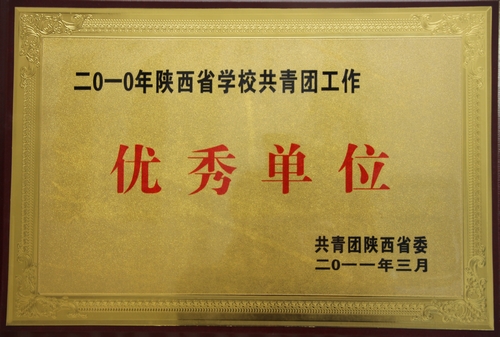 二0一0年陕西省学校共青团工作
优秀单位
共青团陕西省委
二0一一年三月